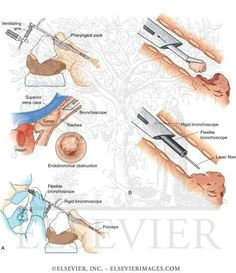 Ventilating
arm
Pharyngeal pack
Superior
vena cava
Bronchoscope
Tumor
Trachea
Heart
Endobronchial obstruction
Rigid bronchoscope
Flexible
bronchoscope
Laser fiber
B
Flexible
bronchoscope
Rigid bronchoscope
Forceps
A
© ELSEVIER, INC. – ELSEVIERIMAGES.COM